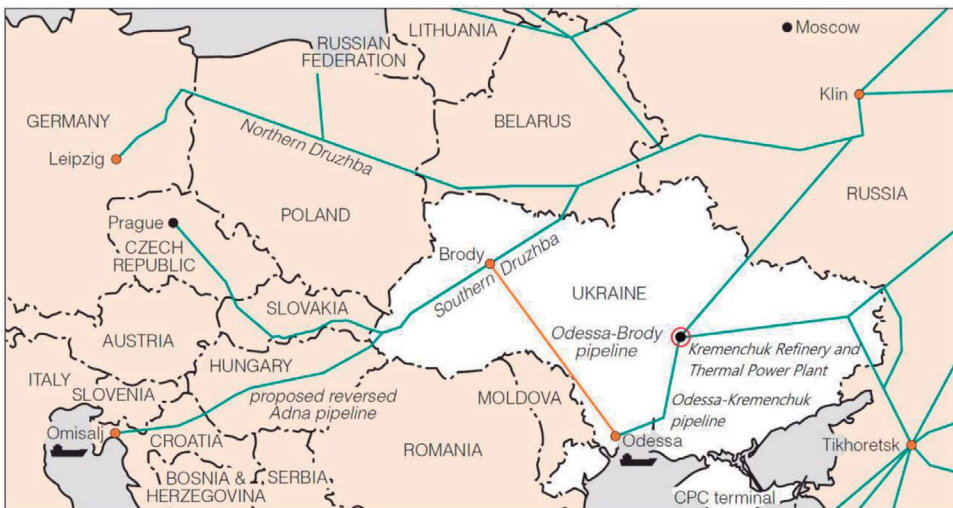 LITHUANIA
Moscow
RUSSIAN
FEDERATION
Klin
GERMANY
Northern Druzhba
BELARUS
Leipzig
RUSSIA
POLAND
Prague
CZECH
REPUBLIC
Brody
Southern Druzhba
UKRAINE
SLOVAKIA
AUSTRIA
Odessa-Brody
pipeline
Kremenchuk Refinery and
Thermal Power Plant
HUNGARY
ITALY
SLOVENIA
proposed reversed
Adna pipeline
MOLDOVA
Odessa-Kremenchuk
pipeline
Omisalj
CROATIA
ROMANIA
Odessa
Tikhoretsk
BOSNIA &
HERZEGOVINA
SERBIA
CPC terminal